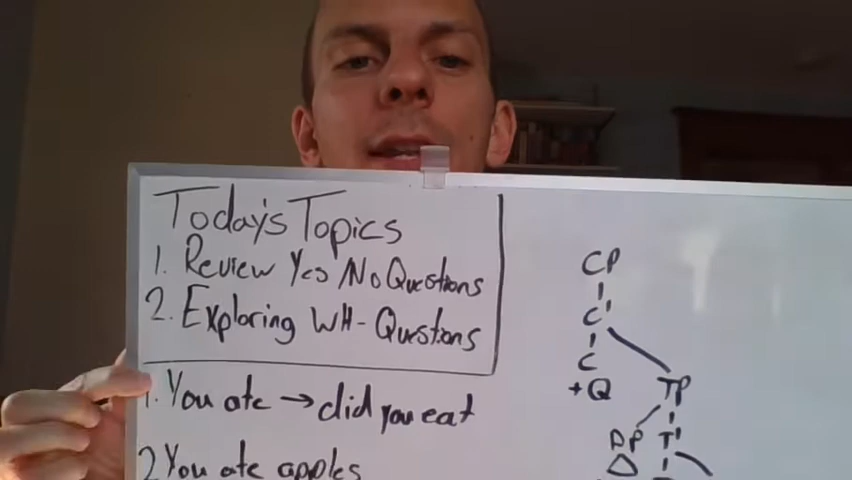 Today's Topics
1. Review Yes/No Questions
2. Exploring WH-Questions
1. You ate → did you eat
2 You ate apples
CP
C'
C
+Q
TP
DP T'